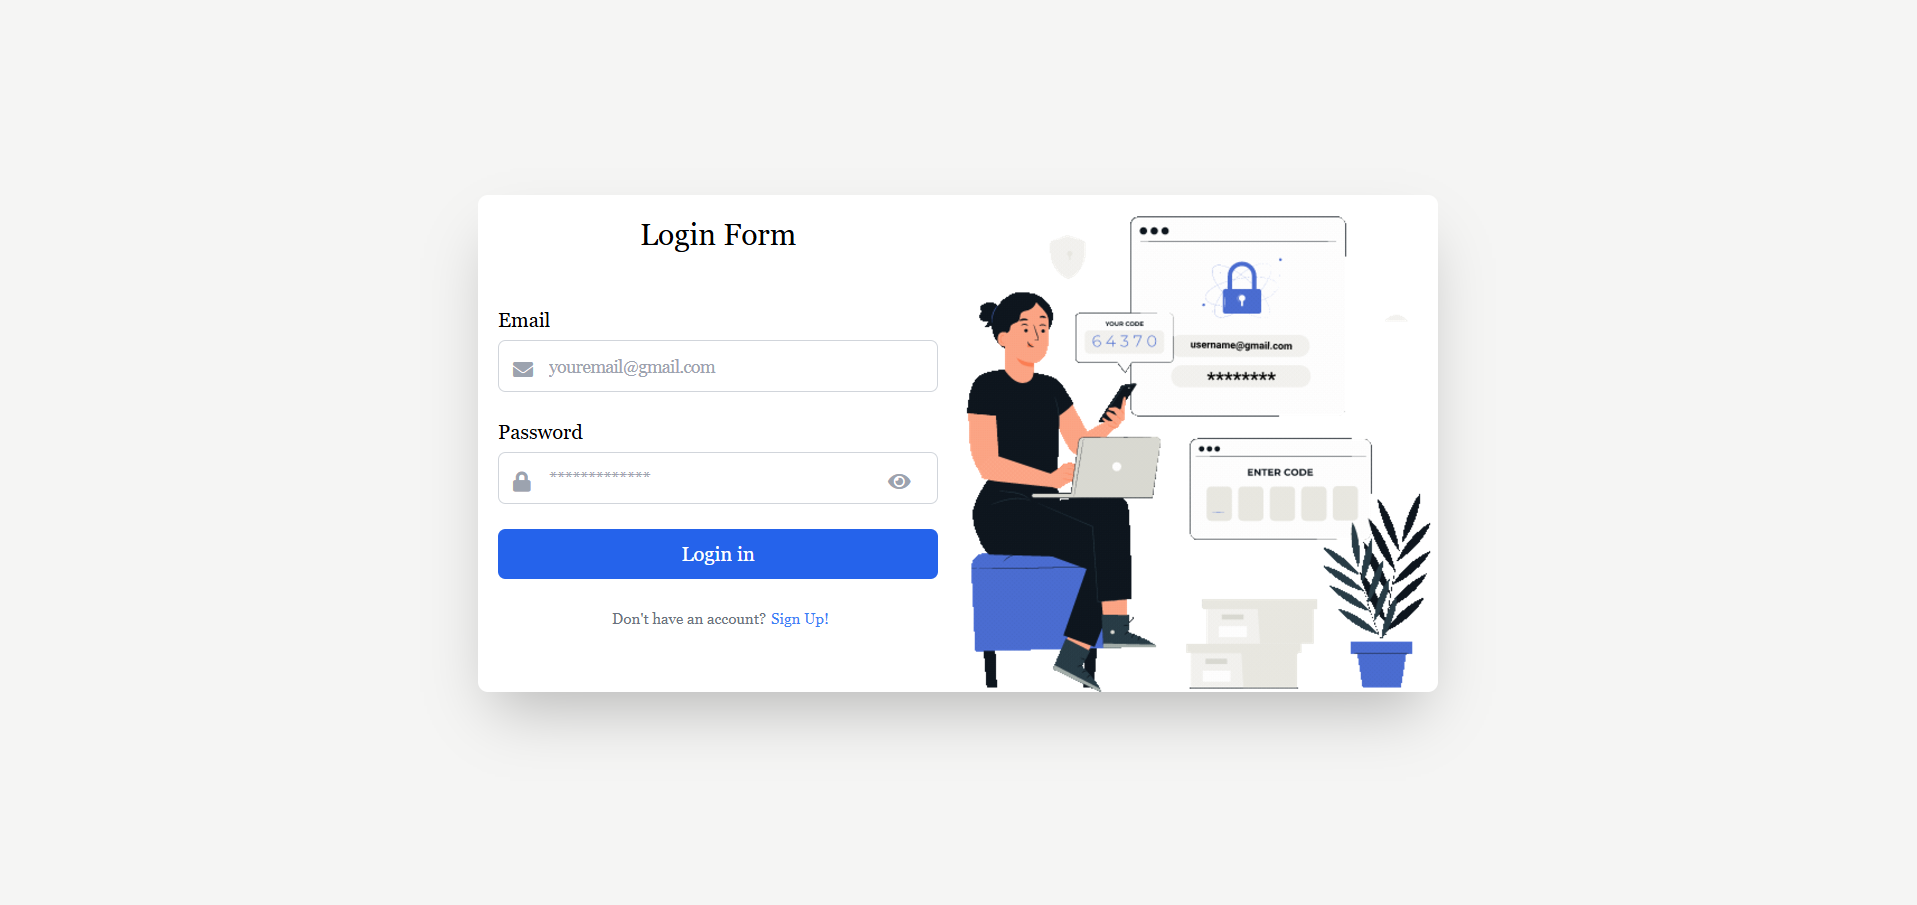 Login Form
Email
youremail@gmail.com
Password
*************
Login in
Don't have an account? Sign Up!
YOUR CODE
64370
username@gmail.com
********
ENTER CODE